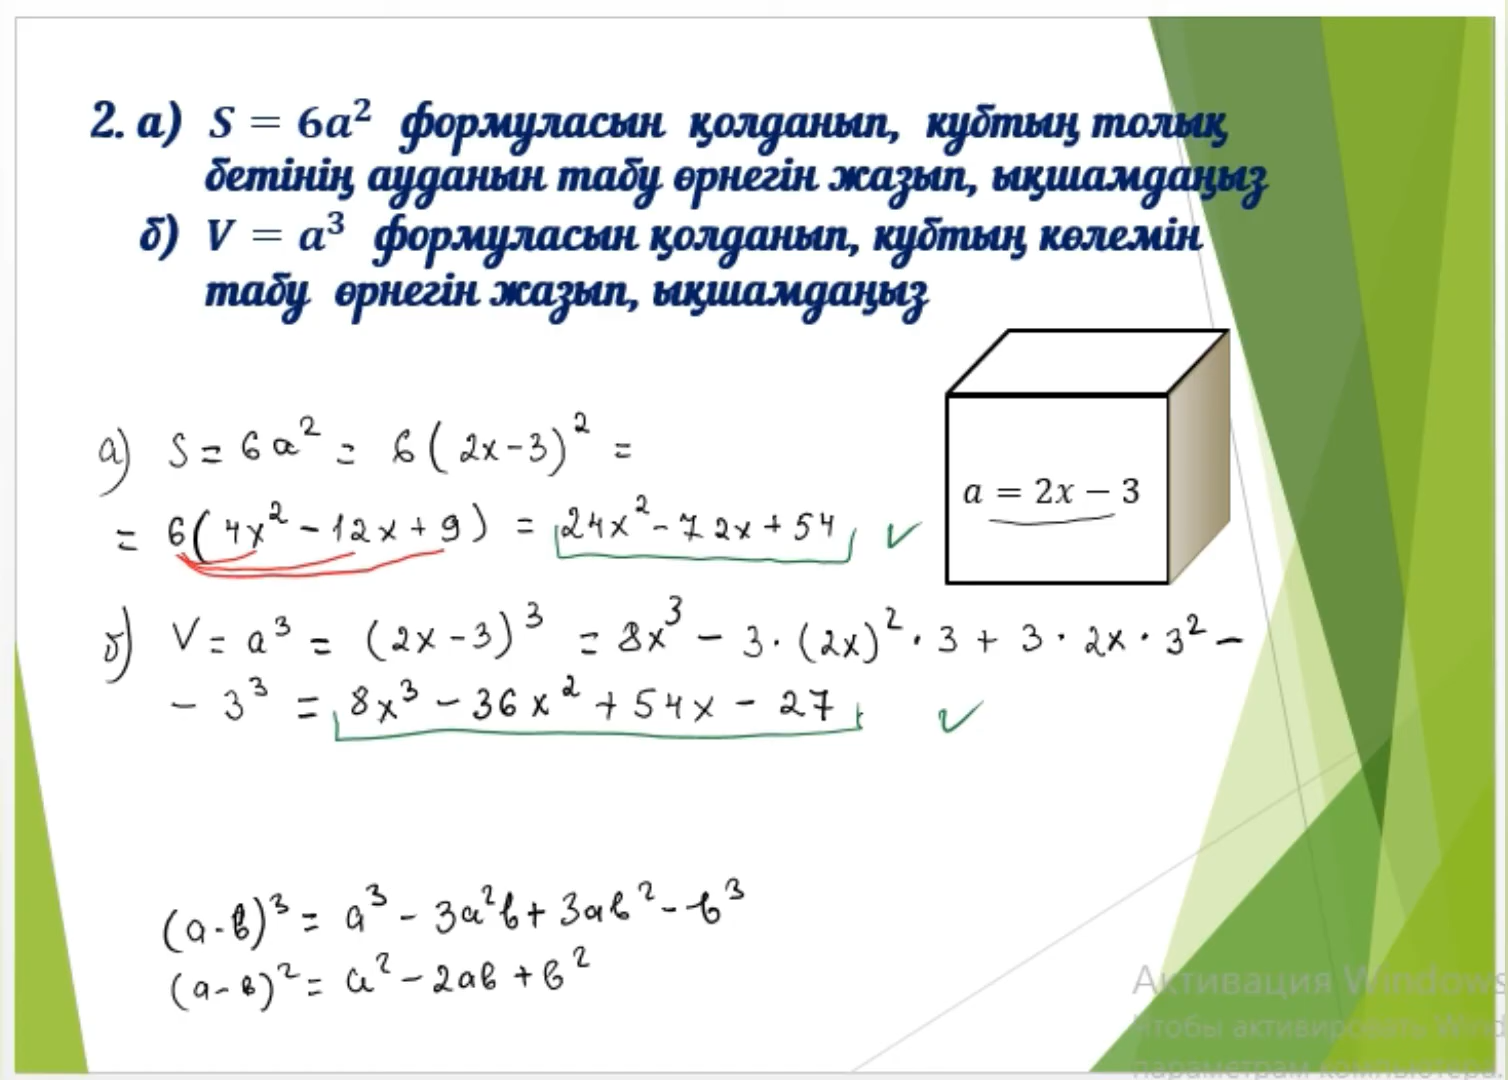 2. а) S = 6a² формуласын қолданып, кубтың толық
бетінің ауданын табу өрнегін жазып, ықшамдаңыз
б) V = a³ формуласын қолданып, кубтың көлемін
табу өрнегін жазып, ықшамдаңыз
a = 2x − 3
а) S = 6a² = 6(2x-3)² =
= 6(4x² - 12x + 9) = 24x² - 72x + 54 ✓
б) V = a³ = (2x - 3)³ = 8x³ - 3·(2x)²·3 + 3·2x·3² -
- 3³ = 8x³ - 36x² + 54x - 27 ✓
(a-b)³ = a³ - 3a²b + 3ab² - b³
(a-b)² = a² - 2ab + b²
Активация Windows
Чтобы активировать Wind
параметрам компьютера.